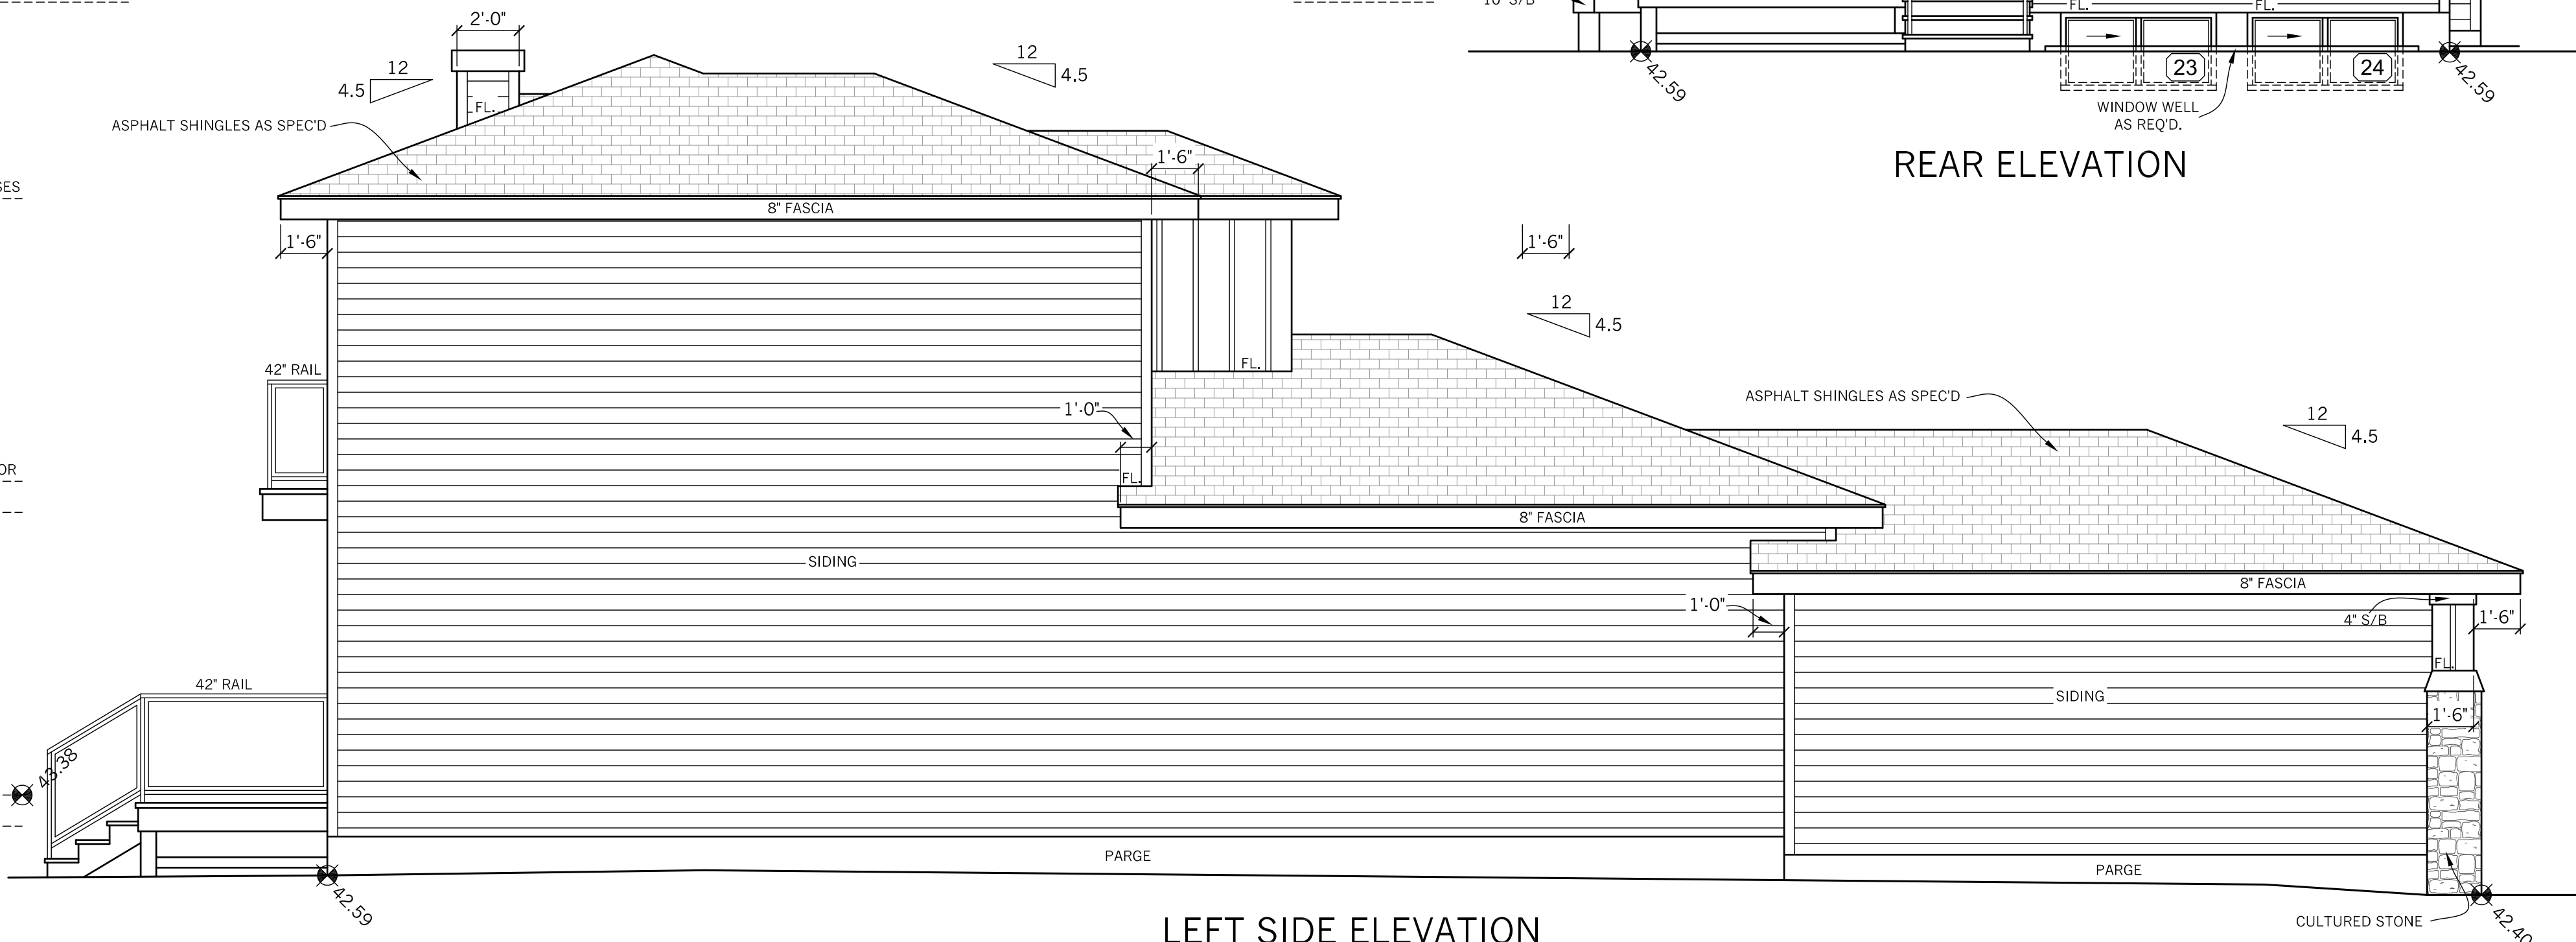 2'-0"
12
4.5
FL.
ASPHALT SHINGLES AS SPEC'D
12
4.5
1'-6"
8" FASCIA
1'-6"
1'-6"
12
4.5
FL.
42" RAIL
1'-0"
FL.
ASPHALT SHINGLES AS SPEC'D
12
4.5
8" FASCIA
SIDING
8" FASCIA
1'-0"
4" S/B
1'-6"
FL.
42" RAIL
SIDING
1'-6"
43.38
PARGE
PARGE
42.59
CULTURED STONE
42.40
LEFT SIDE ELEVATION
10" S/B
FL.
FL.
23
24
42.59
42.59
WINDOW WELL
AS REQ'D.
REAR ELEVATION